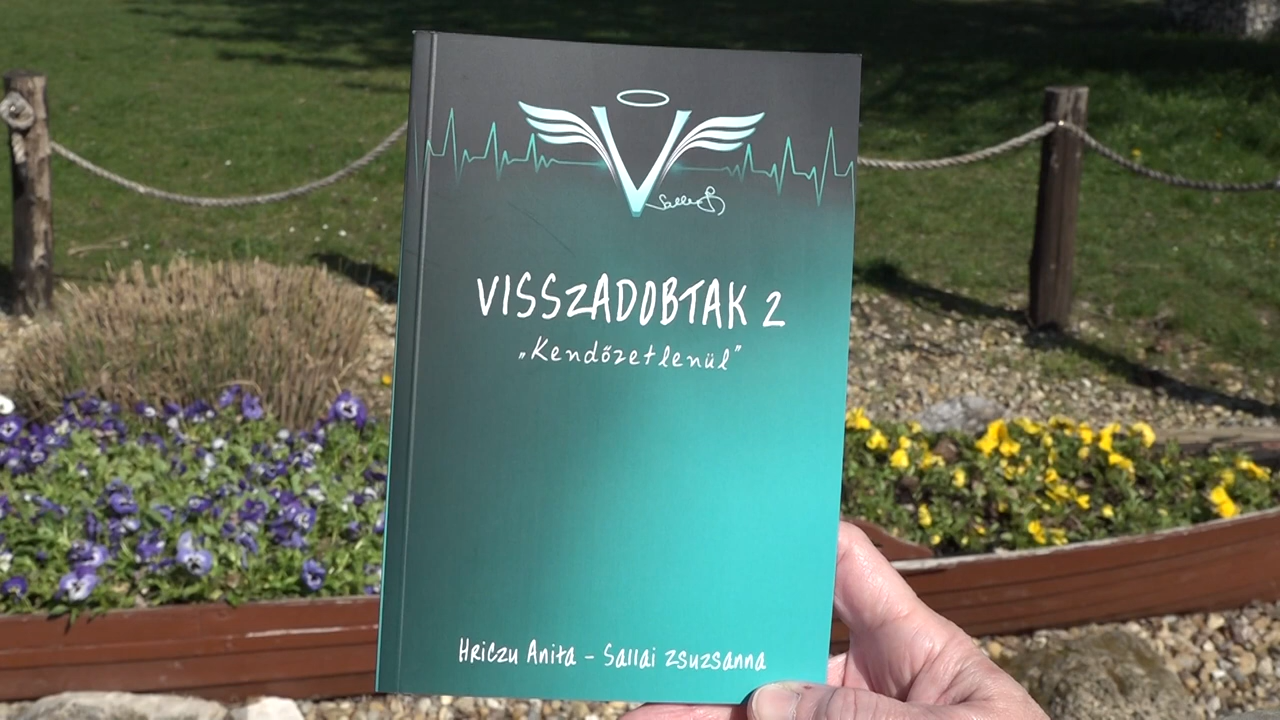 V
VISSZADOBTAK 2
„Kendőzetlenül”
Hriczu Anita - Sallai Zsuzsanna